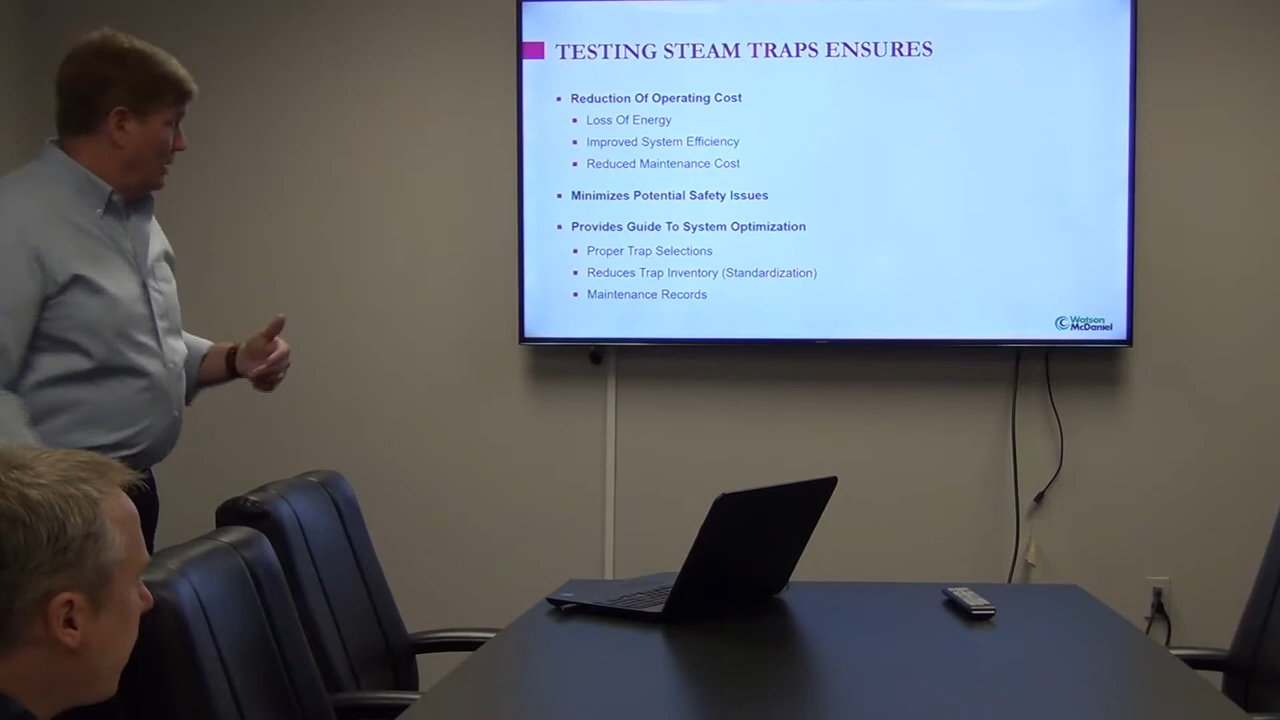 TESTING STEAM TRAPS ENSURES
Reduction Of Operating Cost
Loss Of Energy
Improved System Efficiency
Reduced Maintenance Cost
Minimizes Potential Safety Issues
Provides Guide To System Optimization
Proper Trap Selections
Reduces Trap Inventory (Standardization)
Maintenance Records
Watson
McDaniel